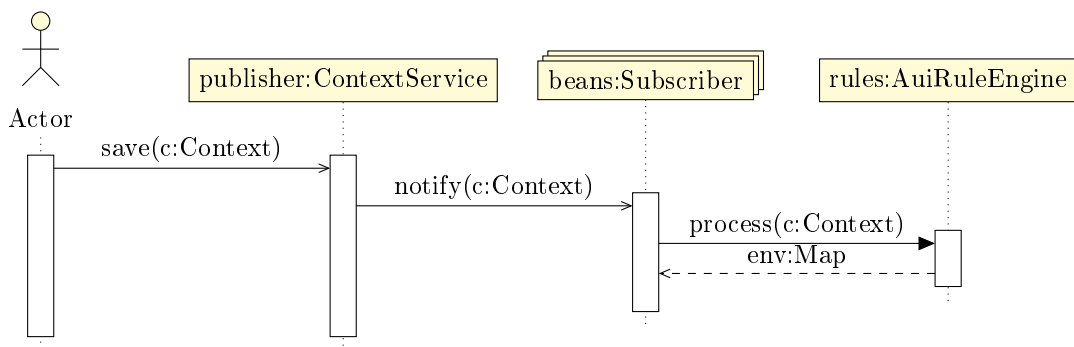 publisher:ContextService
beans:Subscriber
rules:AuiRuleEngine
Actor
save(c:Context)
notify(c:Context)
process(c:Context)
env:Map